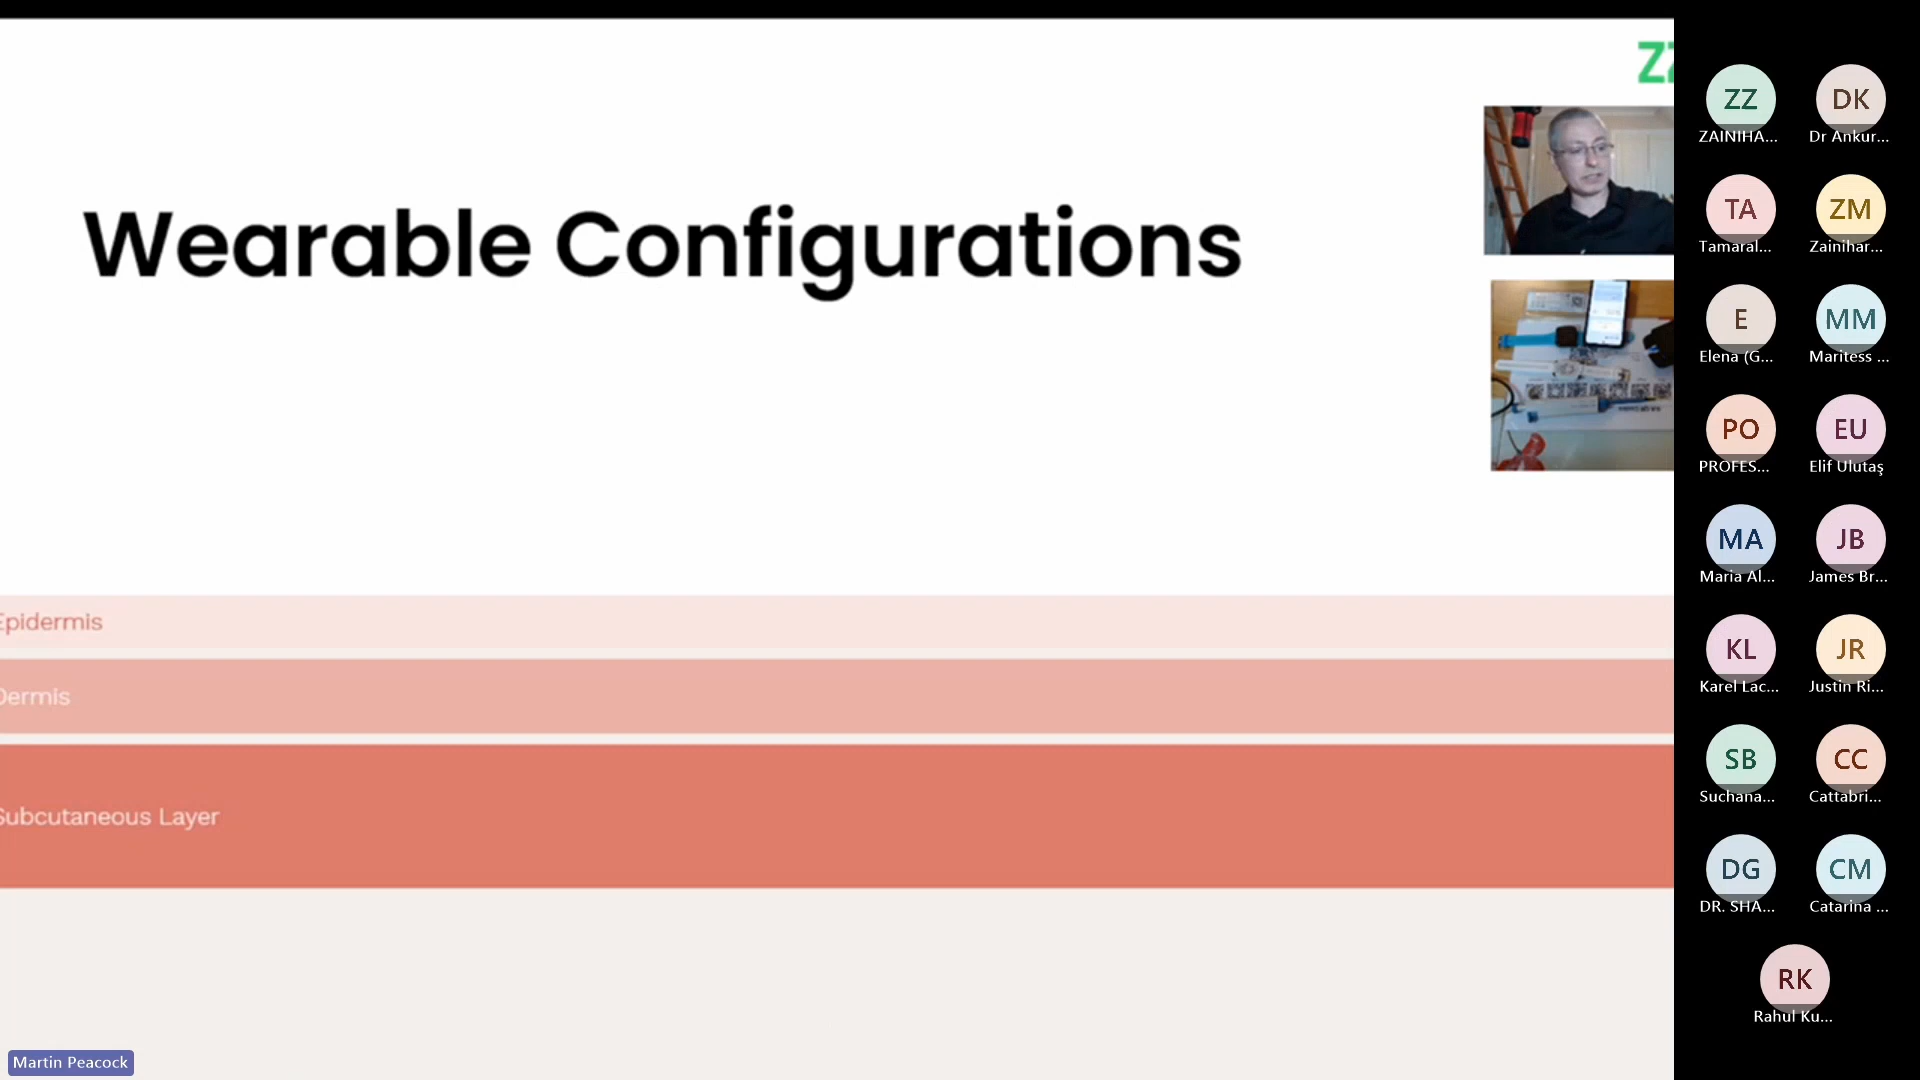 Wearable Configurations
Epidermis
Dermis
Subcutaneous Layer
Martin Peacock
ZZ
ZAINIHA...
DK
Dr Ankur...
TA
Tamaral...
ZM
Zainihar...
E
Elena (G...
MM
Maritess ...
PO
PROFES...
EU
Elif Ulutaş
MA
Maria Al...
JB
James Br...
KL
Karel Lac...
JR
Justin Ri...
SB
Suchana...
CC
Cattabri...
DG
DR. SHA...
CM
Catarina ...
RK
Rahul Ku...